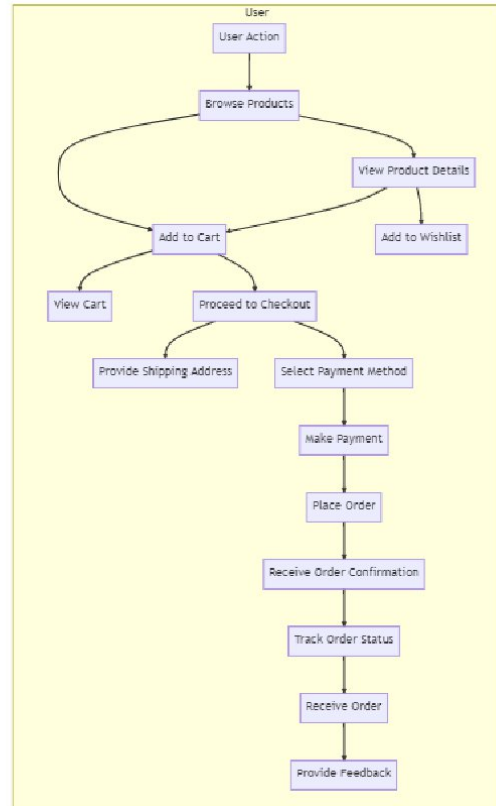 User
User Action
Browse Products
View Product Details
Add to Cart
Add to Wishlist
View Cart
Proceed to Checkout
Provide Shipping Address
Select Payment Method
Make Payment
Place Order
Receive Order Confirmation
Track Order Status
Receive Order
Provide Feedback